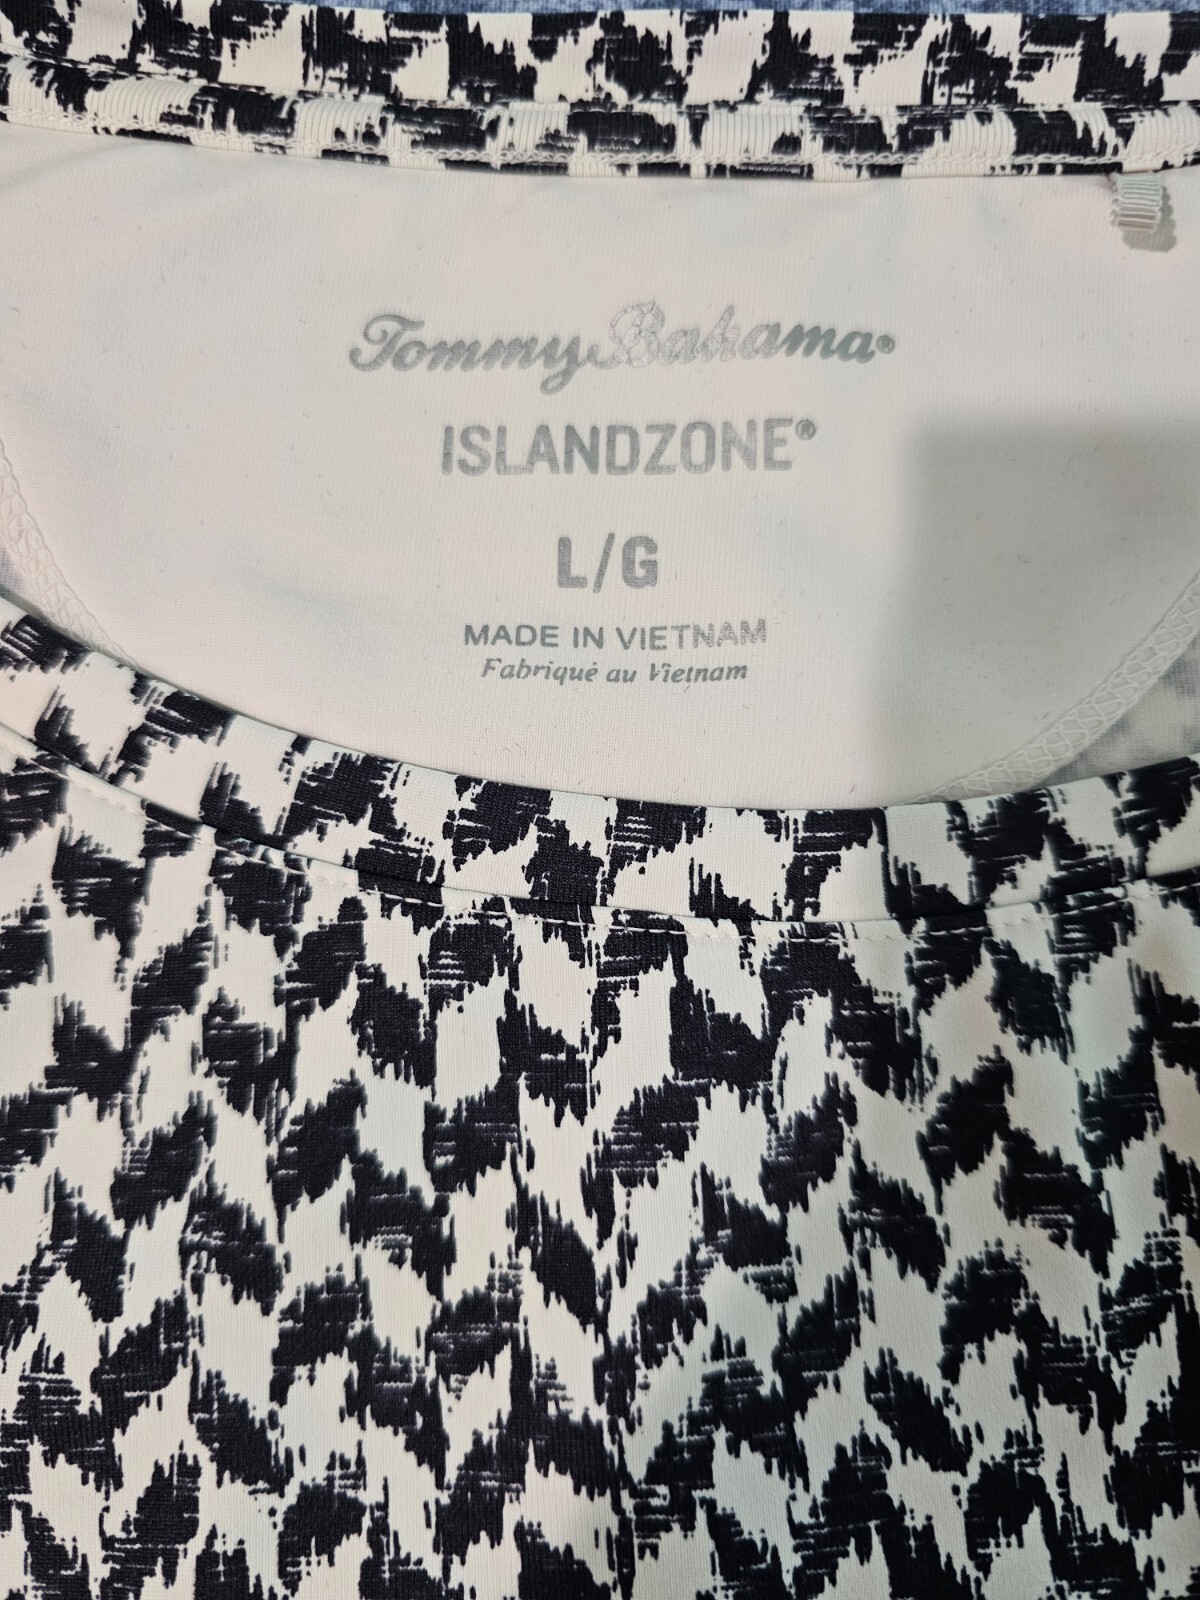 Tommy Bahama®
ISLANDZONE®
L/G
MADE IN VIETNAM
Fabriqué au Vietnam